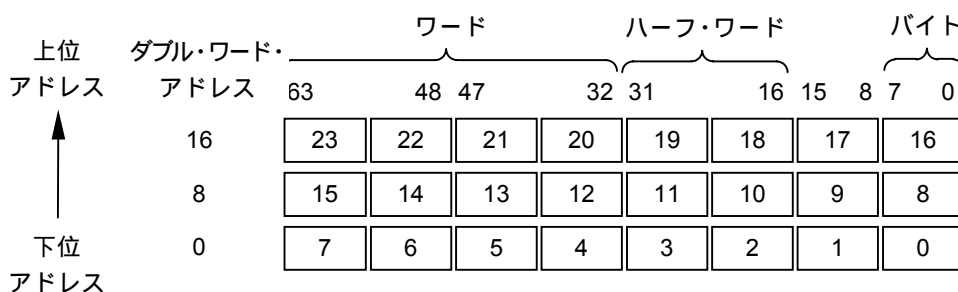 ワード ハーフ・ワード バイト
上位 ダブル・ワード・
アドレス アドレス 63 48 47 32 31 16 15 8 7 0
16 23 22 21 20 19 18 17 16
8 15 14 13 12 11 10 9 8
下位 0 7 6 5 4 3 2 1 0
アドレス